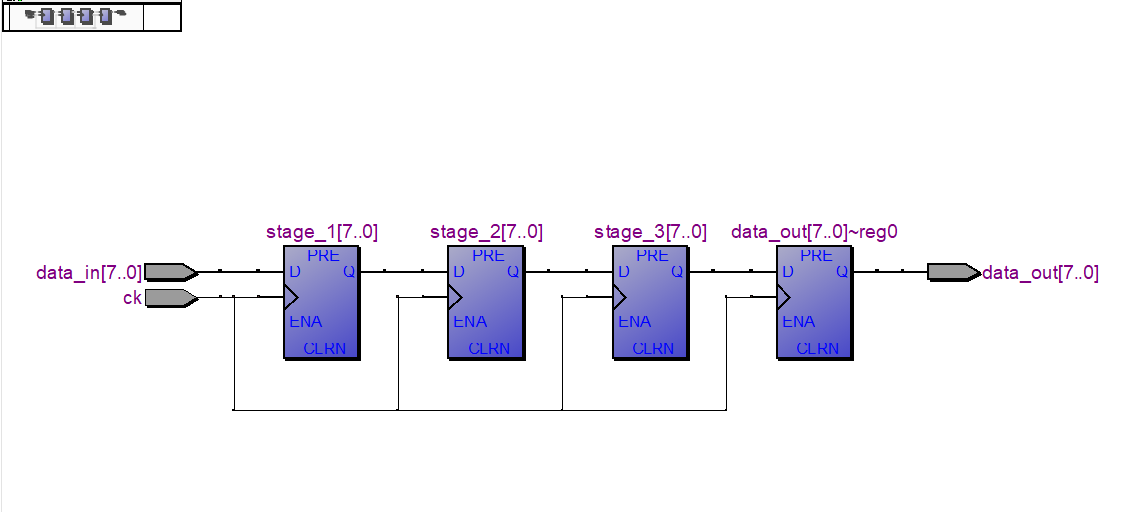 stage_1[7..0] stage_2[7..0] stage_3[7..0] data_out[7..0]~reg0
PRE PRE PRE PRE
data_in[7..0] D Q D Q D Q D Q data_out[7..0]
ck
ENA ENA ENA ENA
CLRN CLRN CLRN CLRN